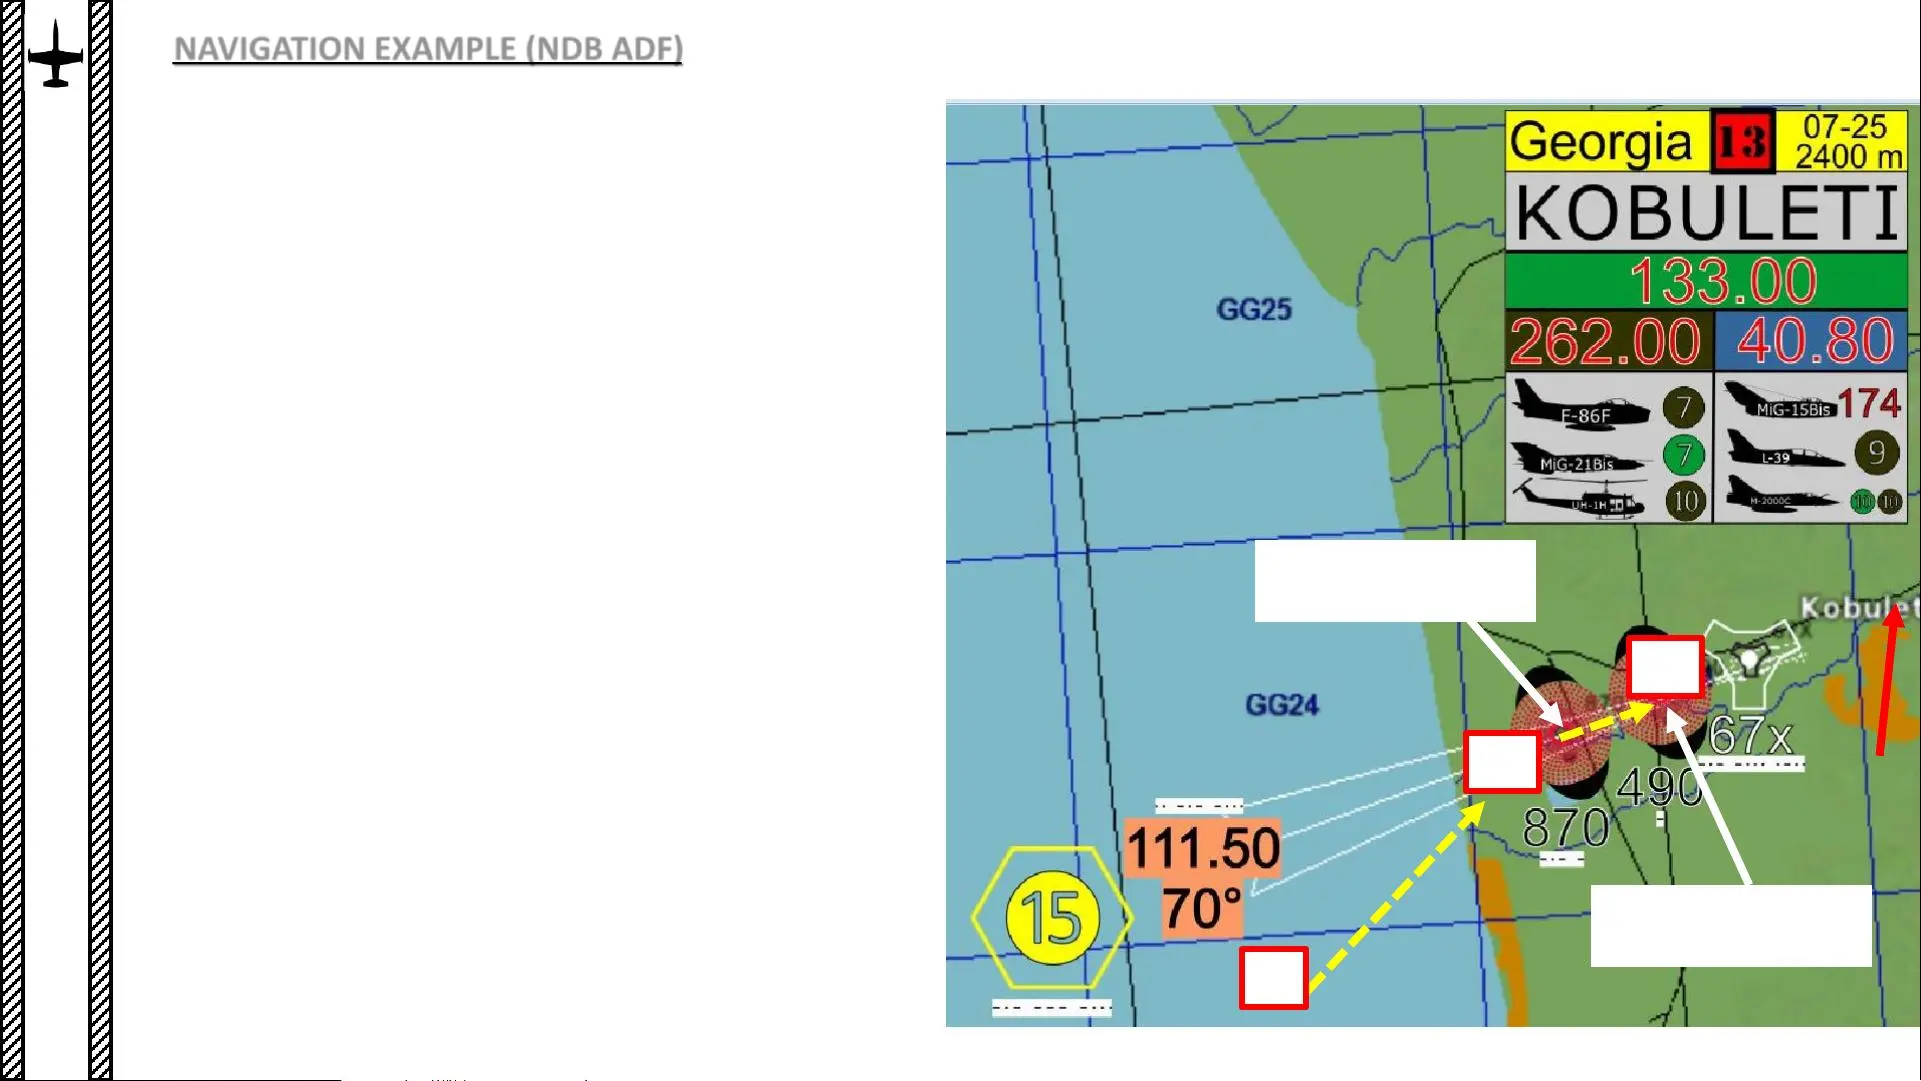 NAVIGATION EXAMPLE (NDB ADF)
Georgia 13 07-25
2400 m
KOBULETI
133.00
262.00 40.80
F-86F 7 MiG-15Bis 174
MiG-21Bis 7 L-39 9
UH-1H 10 M-2000C 10 10
GG25
Kobulet
GG24
67x
490
870
111.50
70°
15